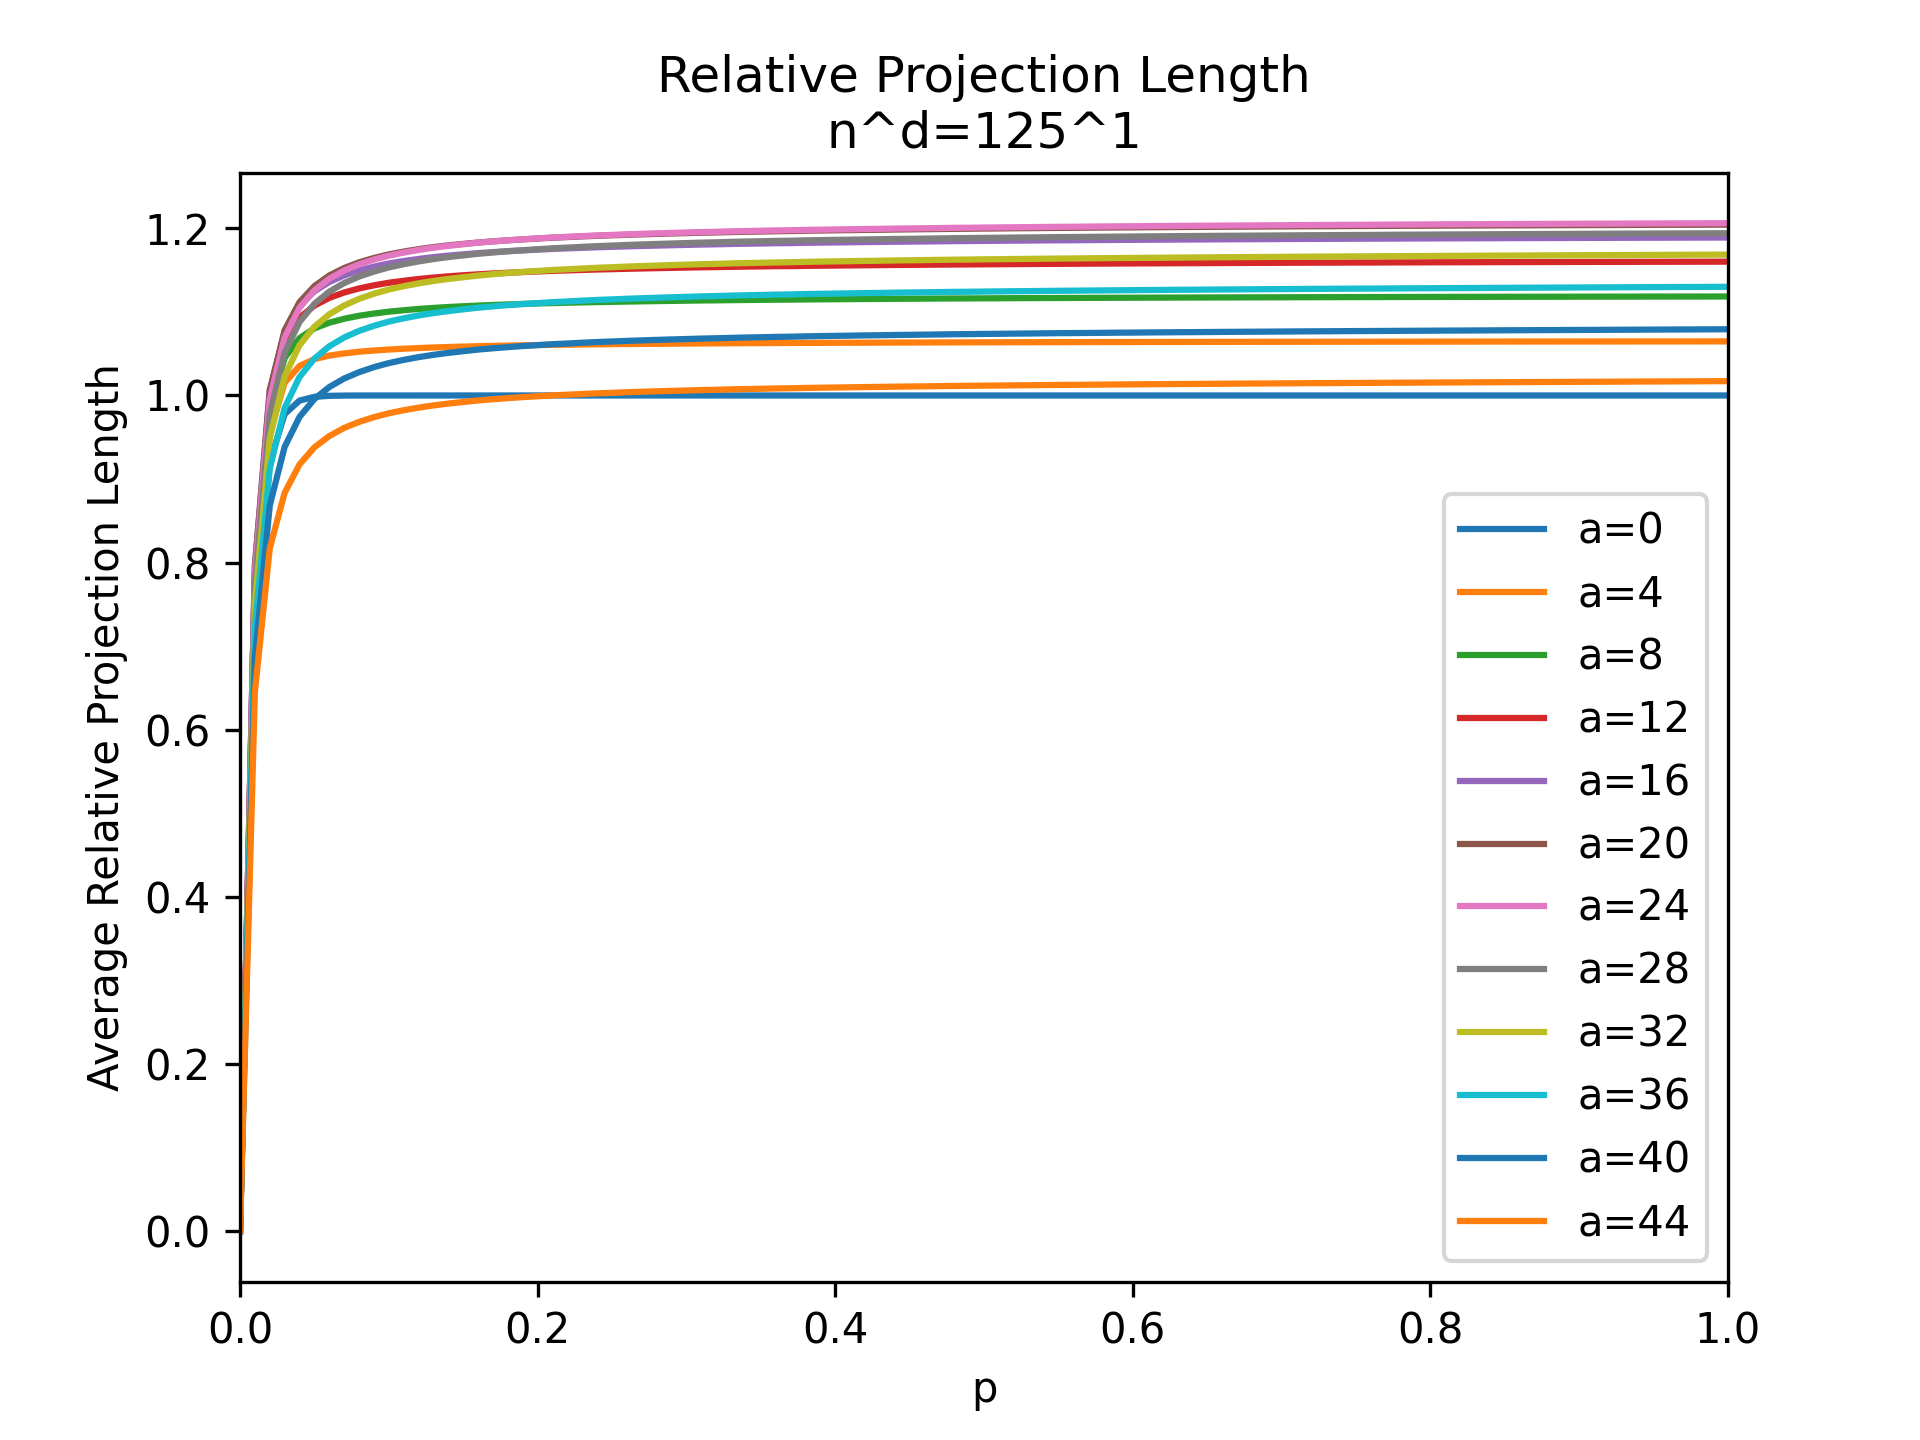 Relative Projection Length
n^d=125^1
Average Relative Projection Length
1.2
1.0
0.8
0.6
0.4
0.2
0.0
a=0
a=4
a=8
a=12
a=16
a=20
a=24
a=28
a=32
a=36
a=40
a=44
0.0 0.2 0.4 0.6 0.8 1.0
p